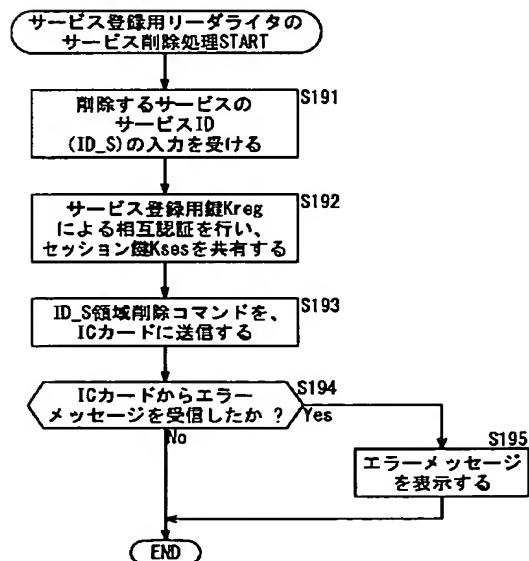 サービス登録用リーダライタの
サービス削除処理START
S191
削除するサービスの
サービスID
(ID_S)の入力を受ける
S192
サービス登録用鍵Kreg
による相互認証を行い、
セッション鍵Ksesを共有する
S193
ID_S領域削除コマンドを、
ICカードに送信する
S194
ICカードからエラー
メッセージを受信したか ?
Yes
No
S195
エラーメッセージ
を表示する
END